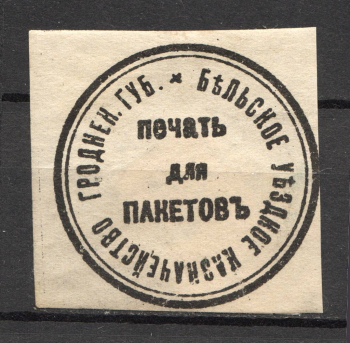 БѢЛЬСКОЕ УѢЗДНОЕ КАЗНАЧЕЙСТВО ГРОДНЕН. ГУБ.
печать
для
ПАКЕТОВЪ